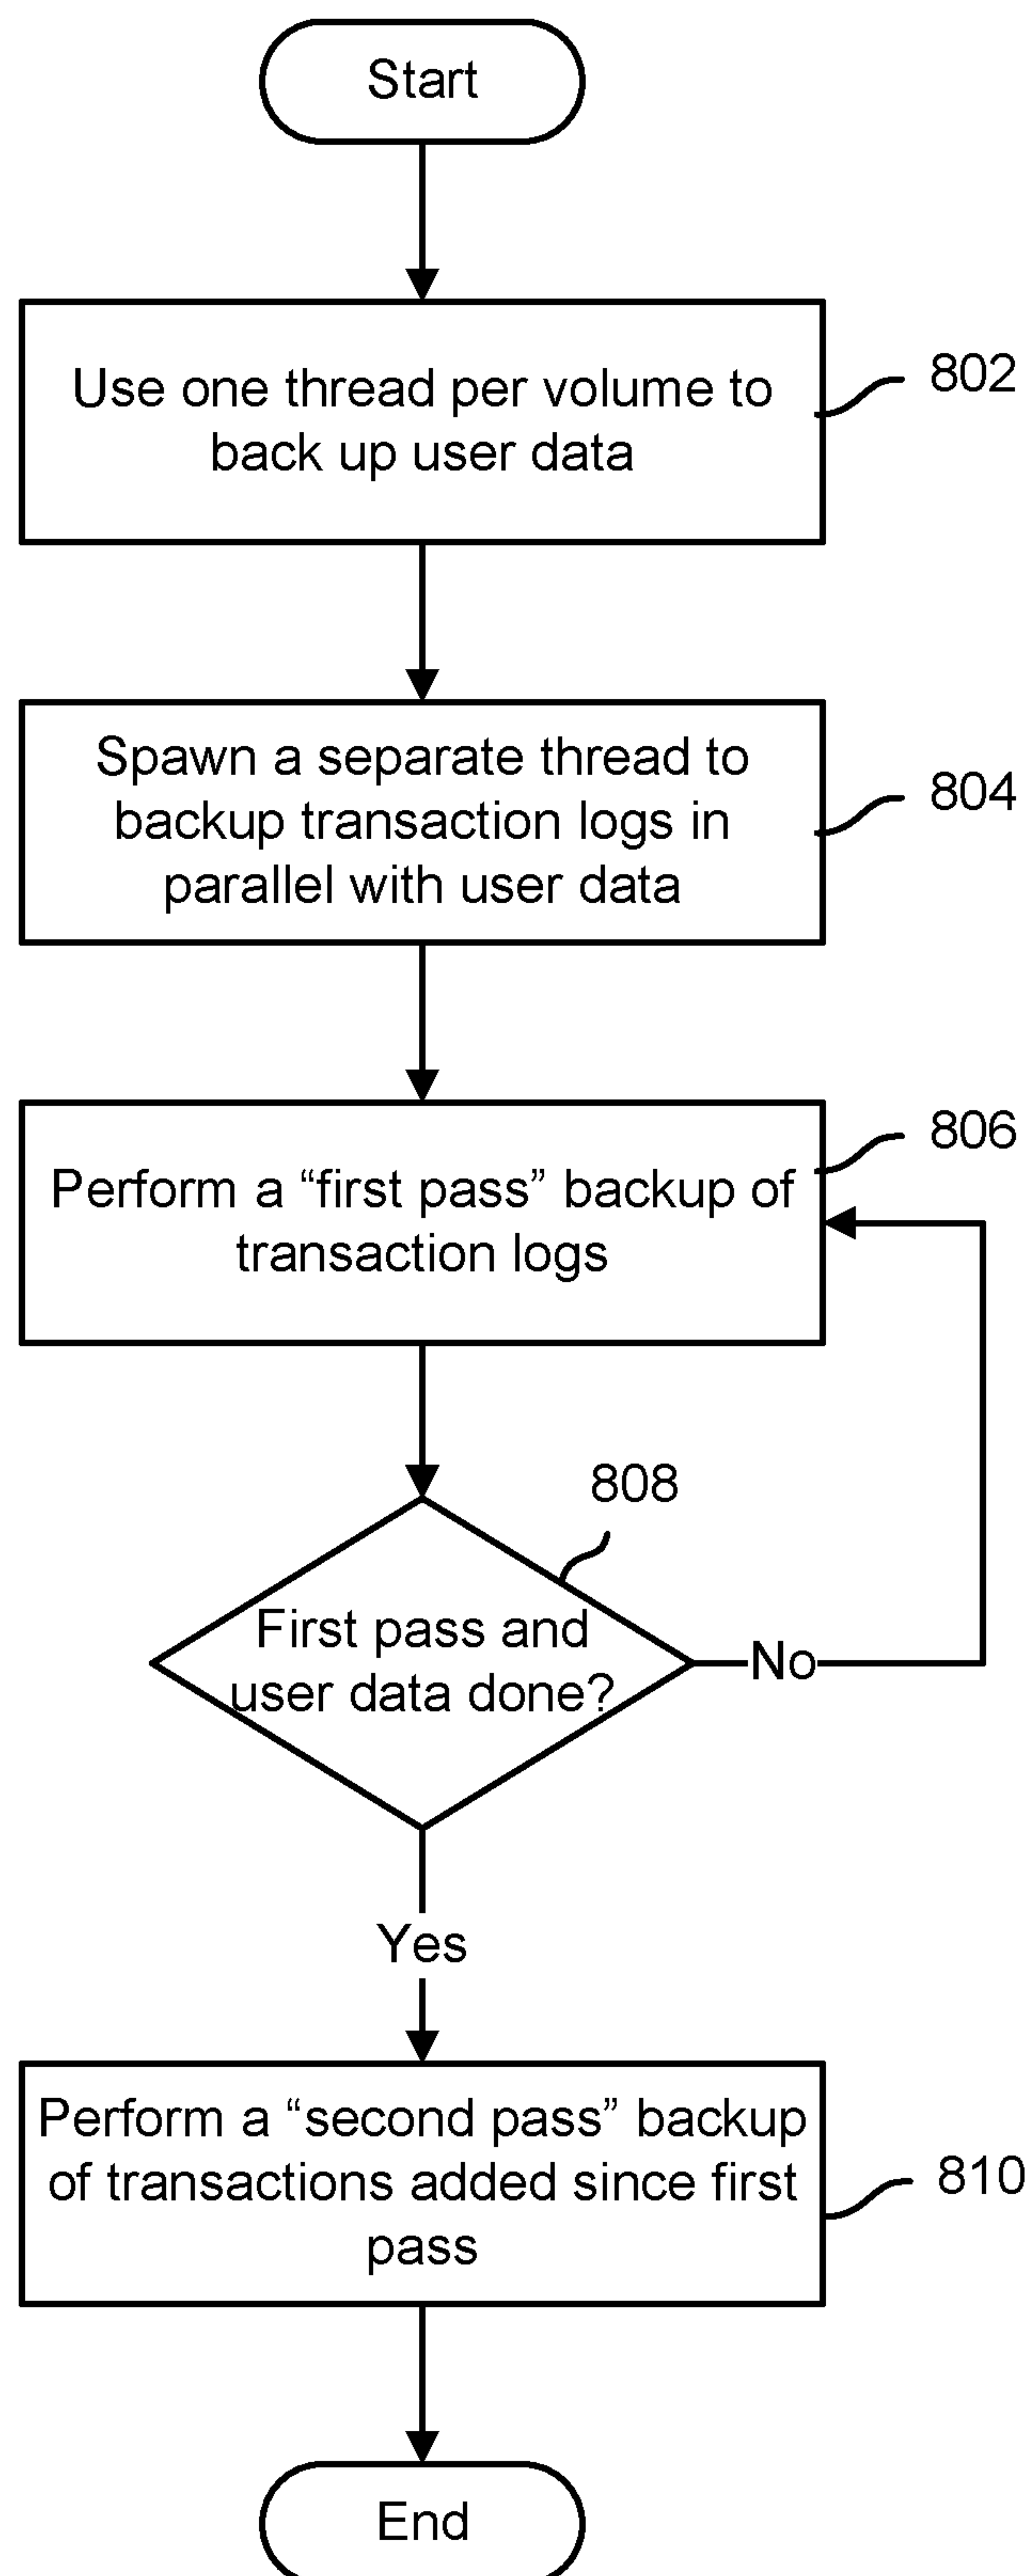 Start
Use one thread per volume to
back up user data
802
Spawn a separate thread to
backup transaction logs in
parallel with user data
804
Perform a “first pass” backup of
transaction logs
806
First pass and
user data done?
808
No
Yes
Perform a “second pass” backup
of transactions added since first
pass
810
End